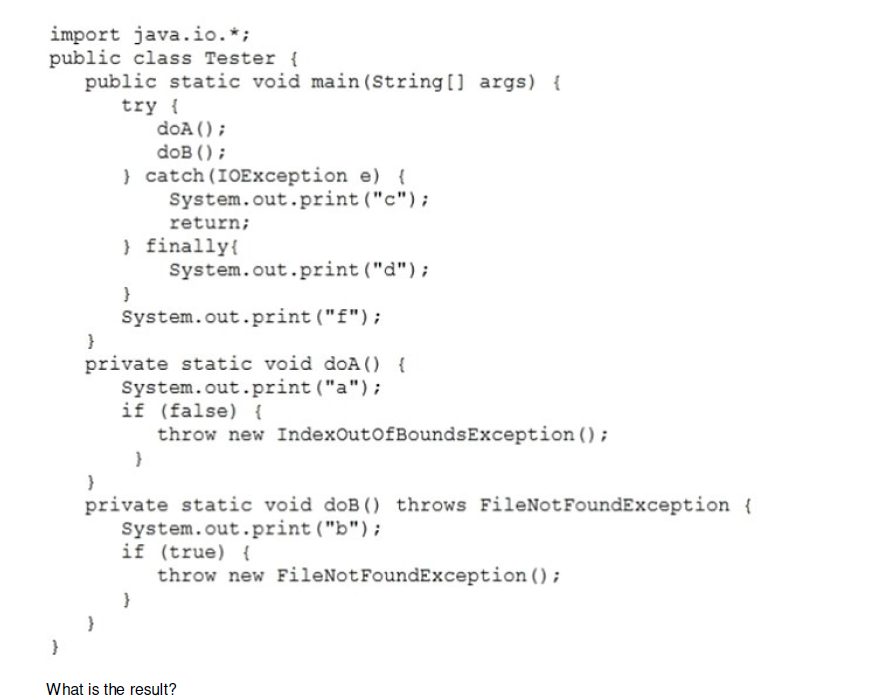 import java.io.*;
public class Tester {
public static void main(String[] args) {
try {
doA();
doB();
} catch(IOException e) {
System.out.print("c");
return;
} finally{
System.out.print("d");
}
System.out.print("f");
}
private static void doA() {
System.out.print("a");
if (false) {
throw new IndexOutOfBoundsException();
}
}
private static void doB() throws FileNotFoundException {
System.out.print("b");
if (true) {
throw new FileNotFoundException();
}
}
}
What is the result?